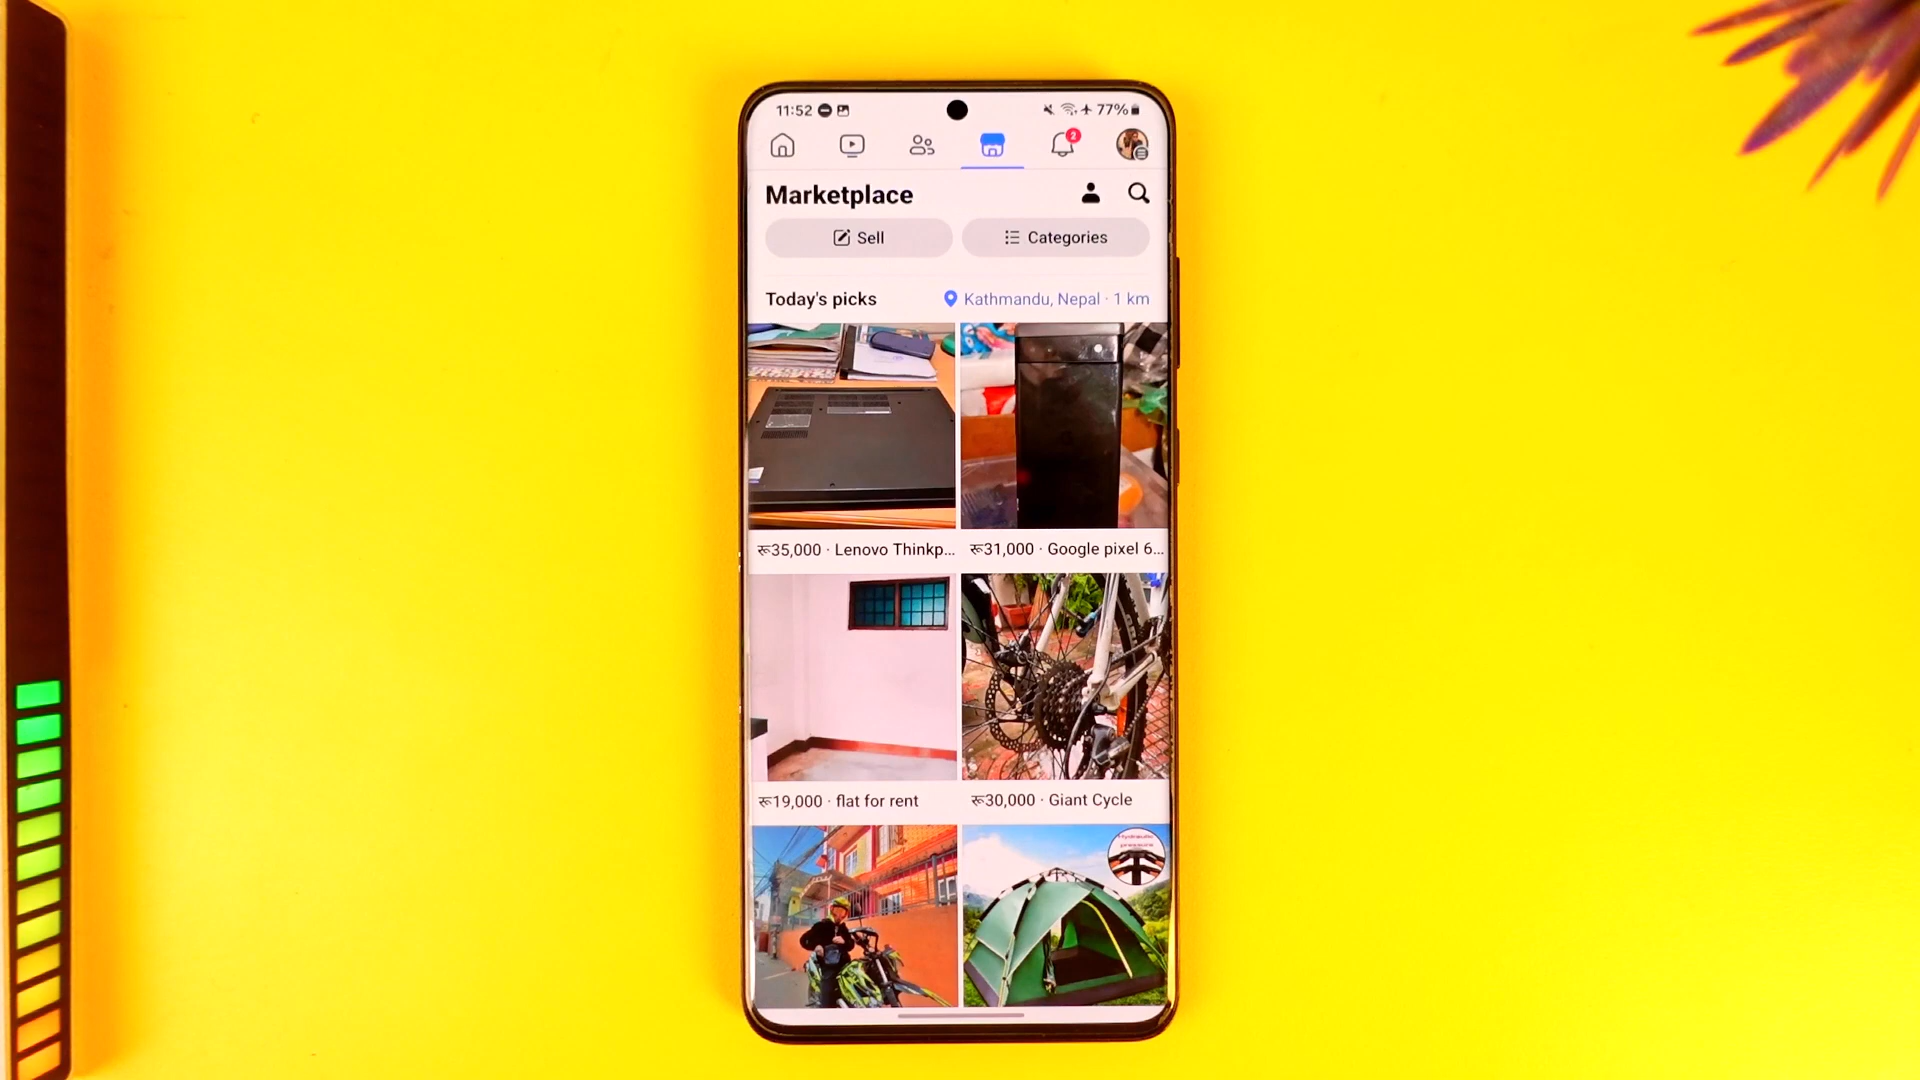 11:52 77%
2
Marketplace
Sell Categories
Today's picks Kathmandu, Nepal · 1 km
रू35,000 · Lenovo Thinkp... रू31,000 · Google pixel 6...
रू19,000 · flat for rent रू30,000 · Giant Cycle